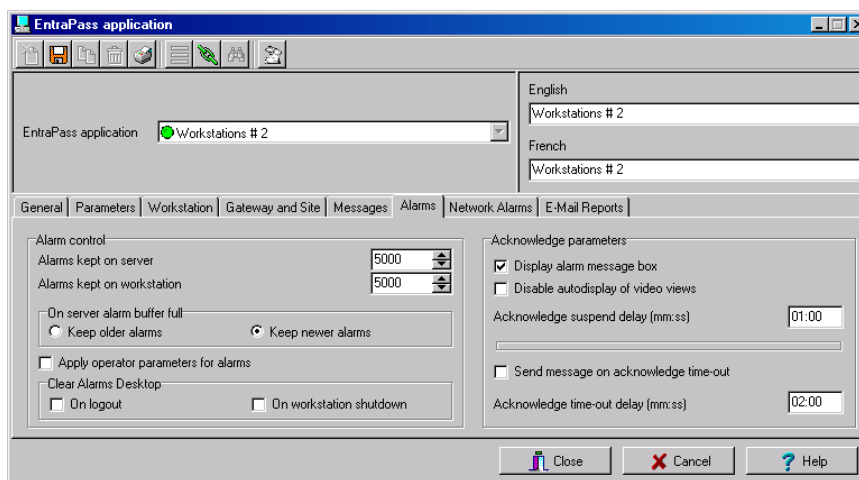 EntraPass application
English
Workstations # 2
EntraPass application
Workstations # 2
French
Workstations # 2
General
Parameters
Workstation
Gateway and Site
Messages
Alarms
Network Alarms
E-Mail Reports
Alarm control
Alarms kept on server 5000
Alarms kept on workstation 5000
On server alarm buffer full
Keep older alarms
Keep newer alarms
Apply operator parameters for alarms
Clear Alarms Desktop
On logout
On workstation shutdown
Acknowledge parameters
Display alarm message box
Disable autodisplay of video views
Acknowledge suspend delay (mm:ss) 01:00
Send message on acknowledge time-out
Acknowledge time-out delay (mm:ss) 02:00
Close
Cancel
? Help